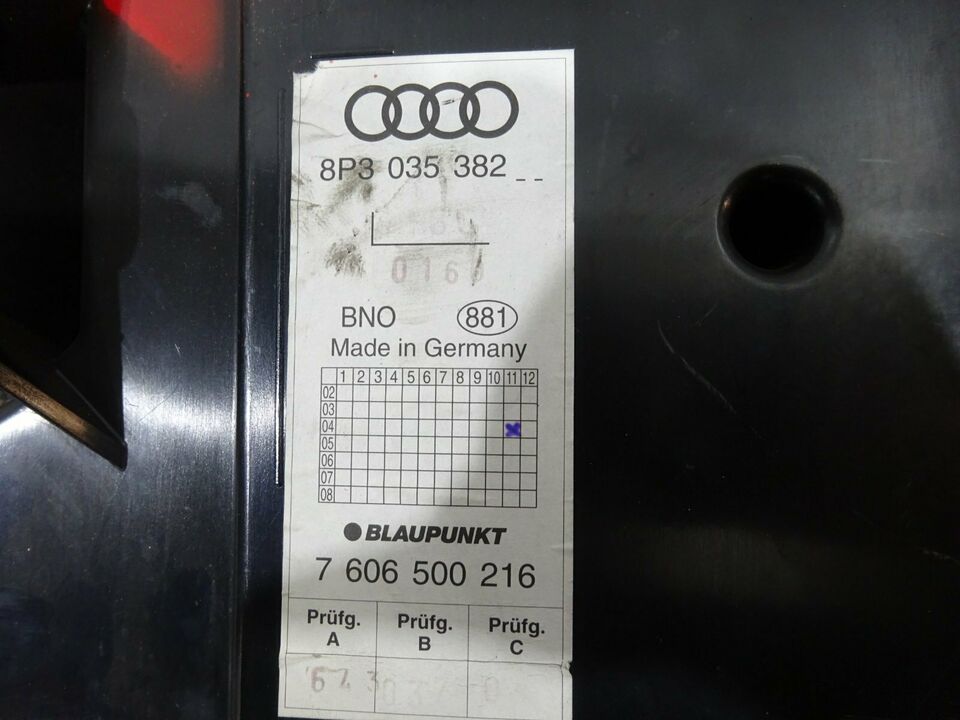 8P3 035 382 _ _
016
BNO 881
Made in Germany
1 2 3 4 5 6 7 8 9 10 11 12
02
03
04
05
06
07
08
BLAUPUNKT
7 606 500 216
Prüfg. Prüfg. Prüfg.
A B C